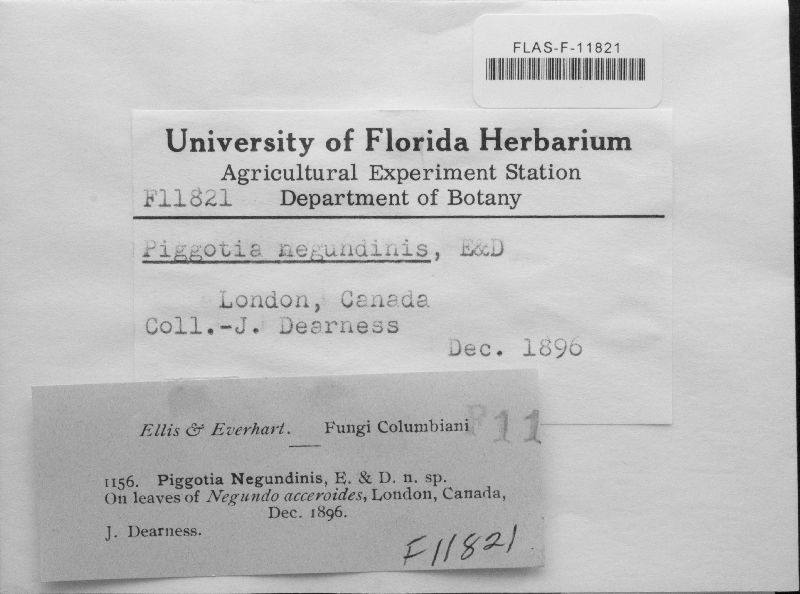 FLAS-F-11821
University of Florida Herbarium
Agricultural Experiment Station
F11821 Department of Botany
Piggotia negundinis, E&D
London, Canada
Coll.-J. Dearness
Dec. 1896
Ellis & Everhart. Fungi Columbiani
F11
1156. Piggotia Negundinis, E. & D. n. sp.
On leaves of Negundo acceroides, London, Canada,
Dec. 1896.
J. Dearness.
F11821